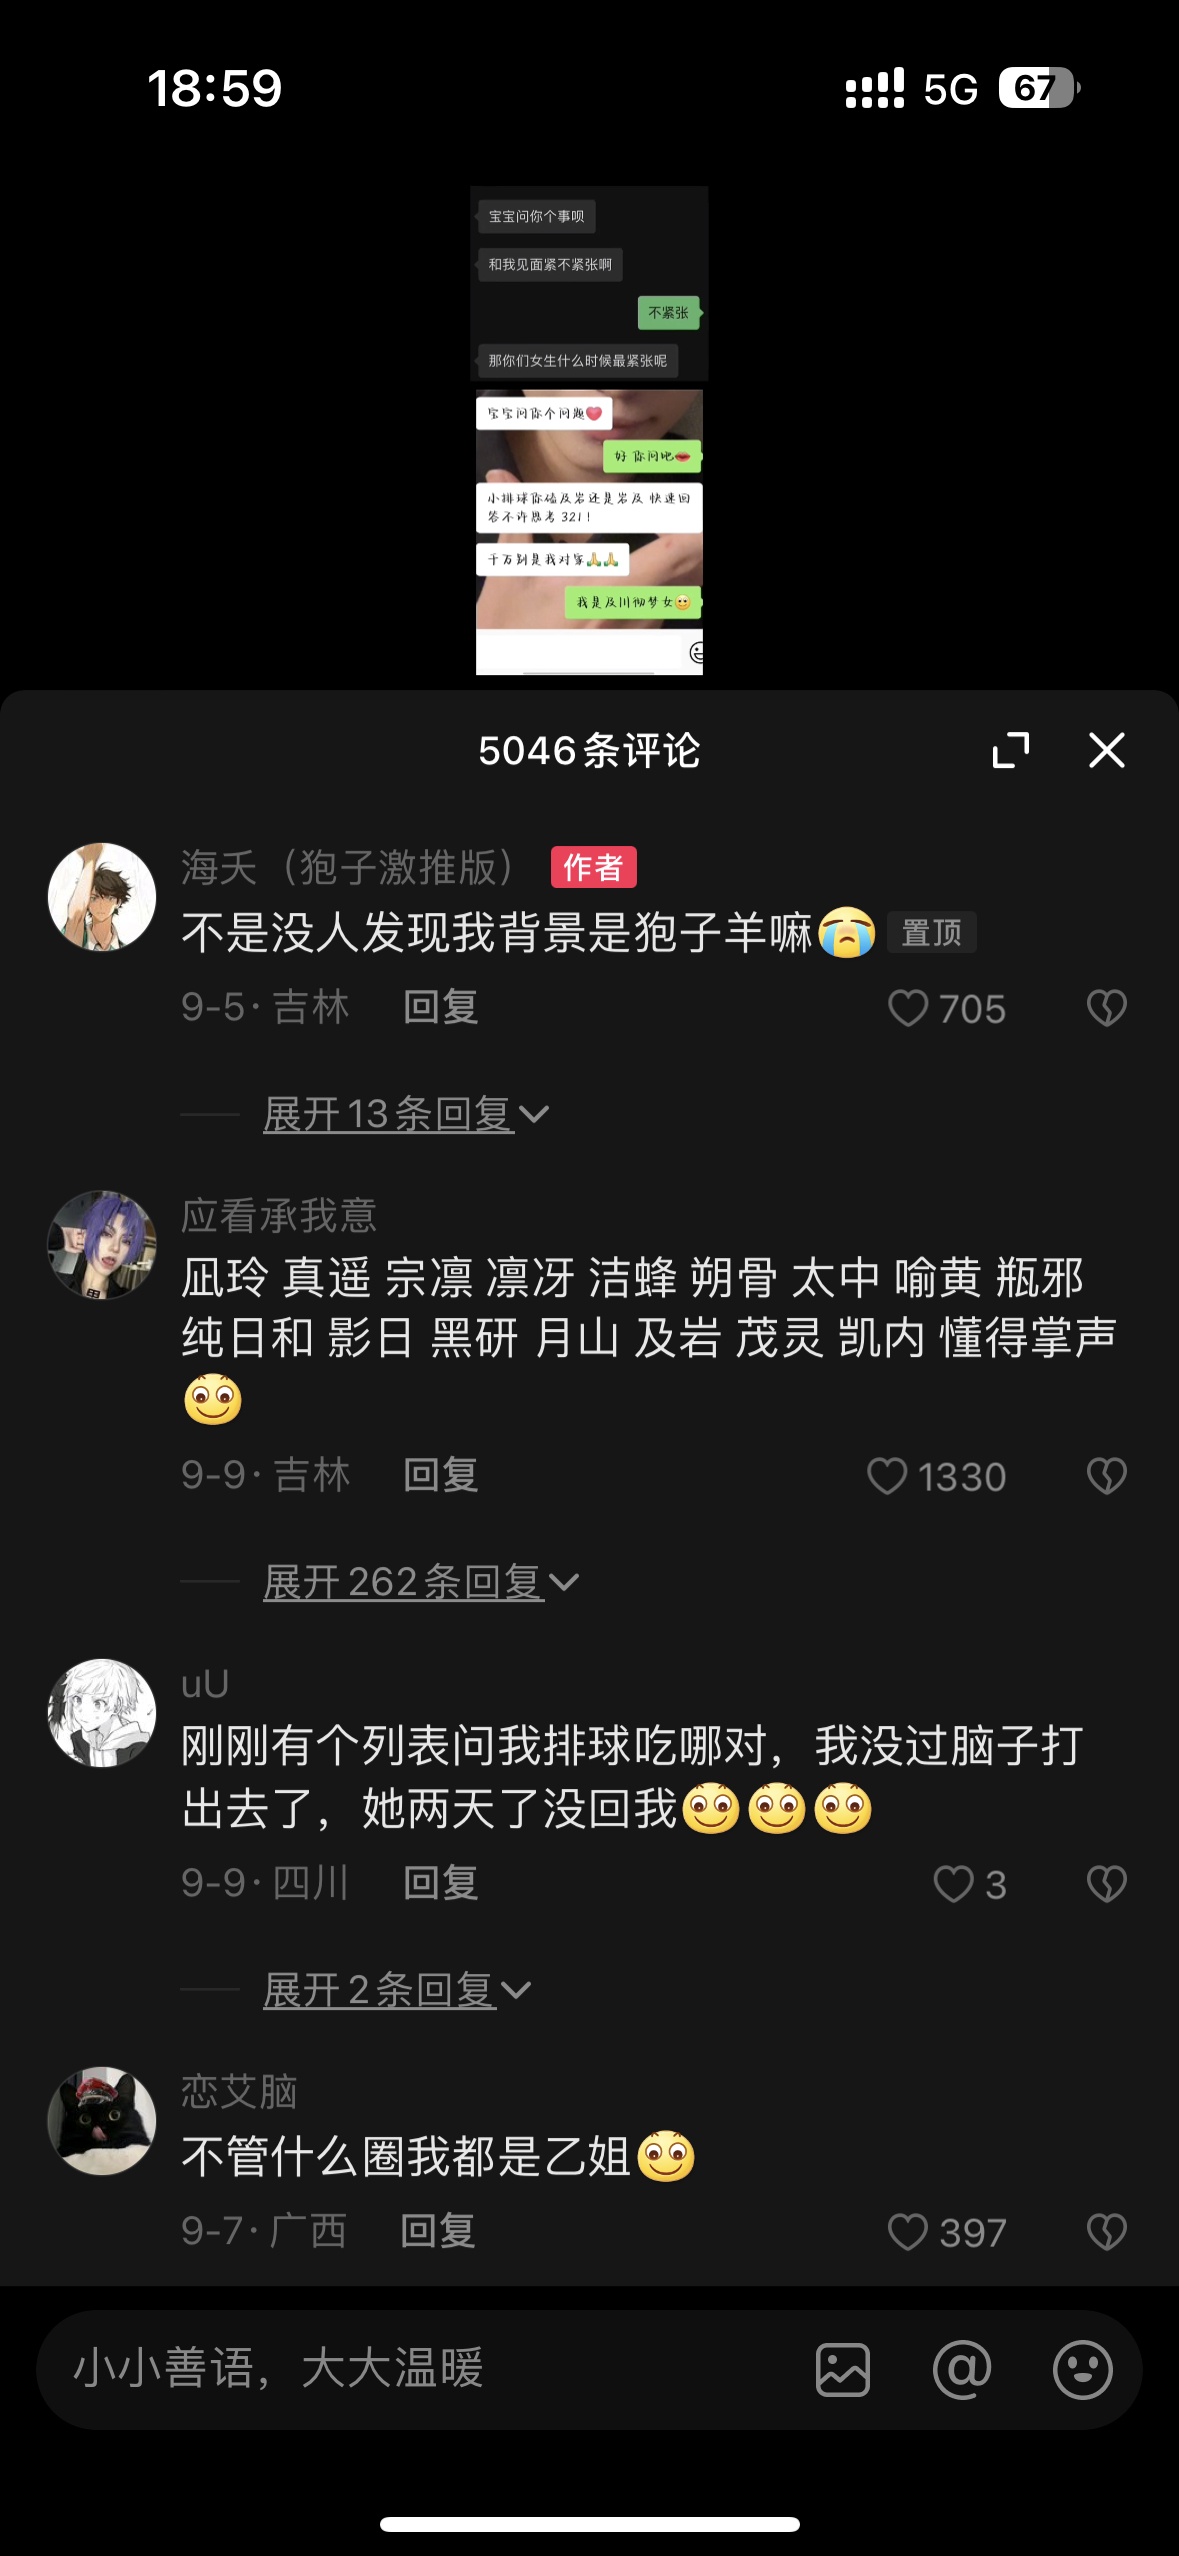 18:59
5G 67
宝宝问你个事呗
和我见面紧不紧张啊
不紧张
那你们女生什么时候最紧张呢
宝宝问你个问题❤️
好 你问吧💋
小排球你磕及岩还是岩及 快速回
答不许思考 321！
千万别是我对家🙏🙏
我是及川彻梦女🙂
5046条评论
海夭（狍子激推版） 作者
不是没人发现我背景是狍子羊嘛😭 置顶
9-5·吉林 回复 705
展开13条回复
应看承我意
凪玲 真遥 宗凛 凛冴 洁蜂 朔骨 太中 喻黄 瓶邪
纯日和 影日 黑研 月山 及岩 茂灵 凯内 懂得掌声
9-9·吉林 回复 1330
展开262条回复
uU
刚刚有个列表问我排球吃哪对，我没过脑子打
出去了，她两天了没回我
9-9·四川 回复 3
展开2条回复
恋艾脑
不管什么圈我都是乙姐
9-7·广西 回复 397
小小善语，大大温暖